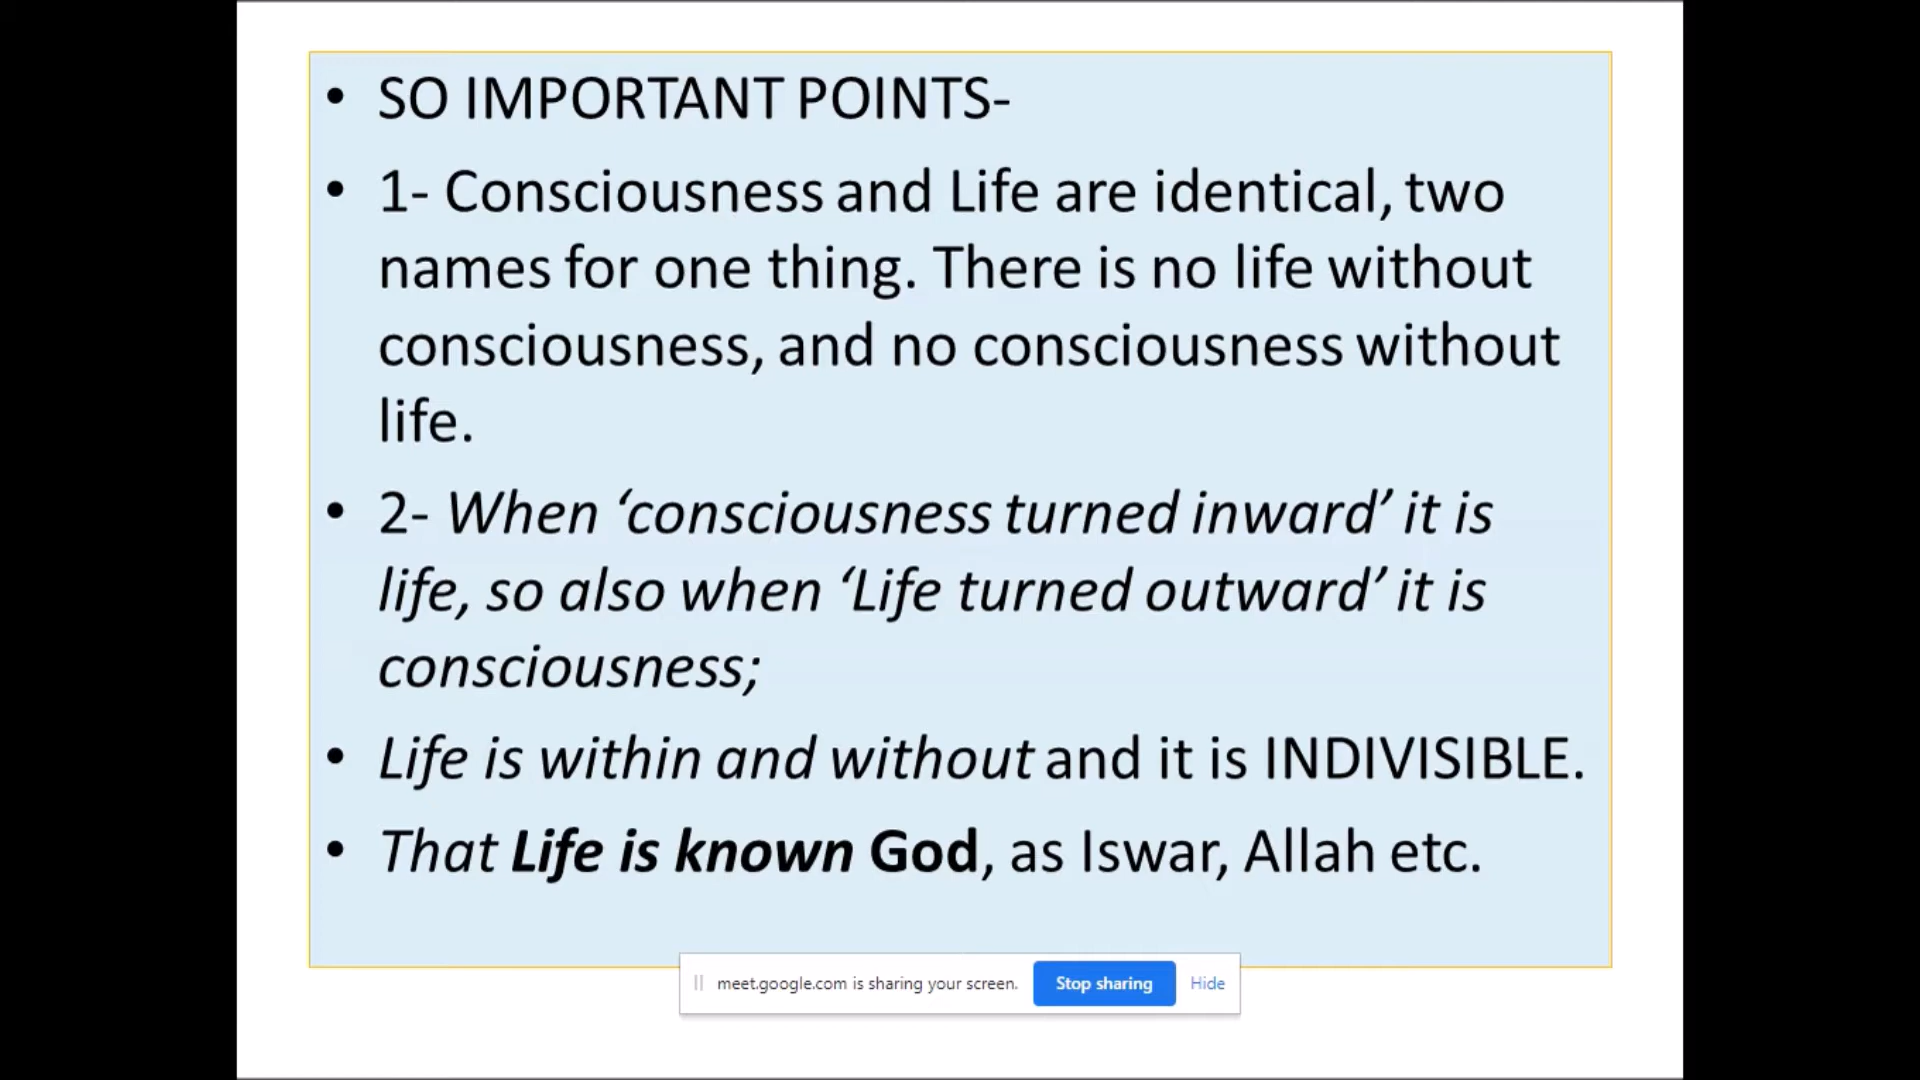 • SO IMPORTANT POINTS-
• 1- Consciousness and Life are identical, two
names for one thing. There is no life without
consciousness, and no consciousness without
life.
• 2- When ‘consciousness turned inward’ it is
life, so also when ‘Life turned outward’ it is
consciousness;
• Life is within and without and it is INDIVISIBLE.
• That Life is known God, as Iswar, Allah etc.
meet.google.com is sharing your screen. Stop sharing Hide